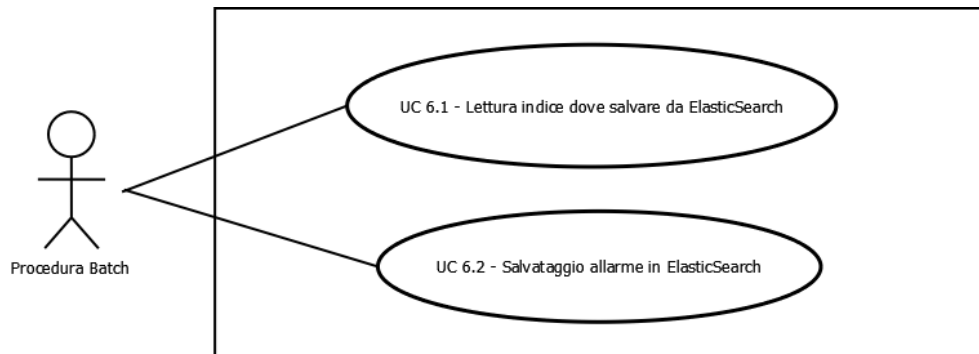 UC 6.1 - Lettura indice dove salvare da ElasticSearch
UC 6.2 - Salvataggio allarme in ElasticSearch
Procedura Batch